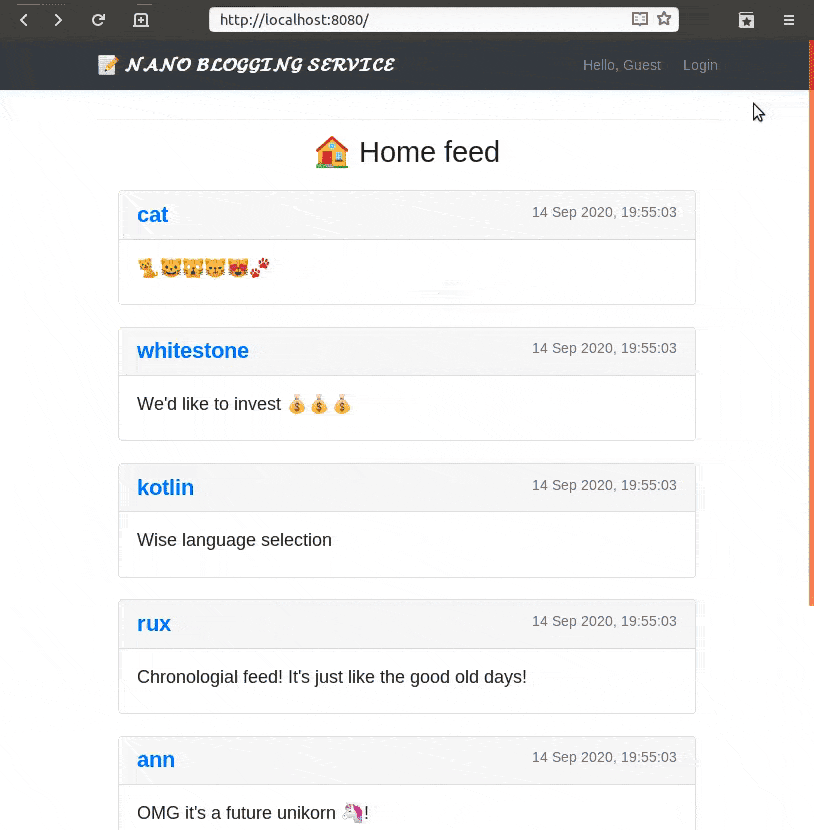 http://localhost:8080/
📝 𝓝𝓐𝓝𝓞 𝓑𝓛𝓞𝓖𝓖𝓘𝓝𝓖 𝓢𝓔𝓡𝓥𝓘𝓒𝓔
Hello, Guest Login
🏠 Home feed
cat 14 Sep 2020, 19:55:03
🐈😺🙀😽😻🐾
whitestone 14 Sep 2020, 19:55:03
We'd like to invest 💰💰💰
kotlin 14 Sep 2020, 19:55:03
Wise language selection
rux 14 Sep 2020, 19:55:03
Chronologial feed! It's just like the good old days!
ann 14 Sep 2020, 19:55:03
OMG it's a future unikorn 🦄!